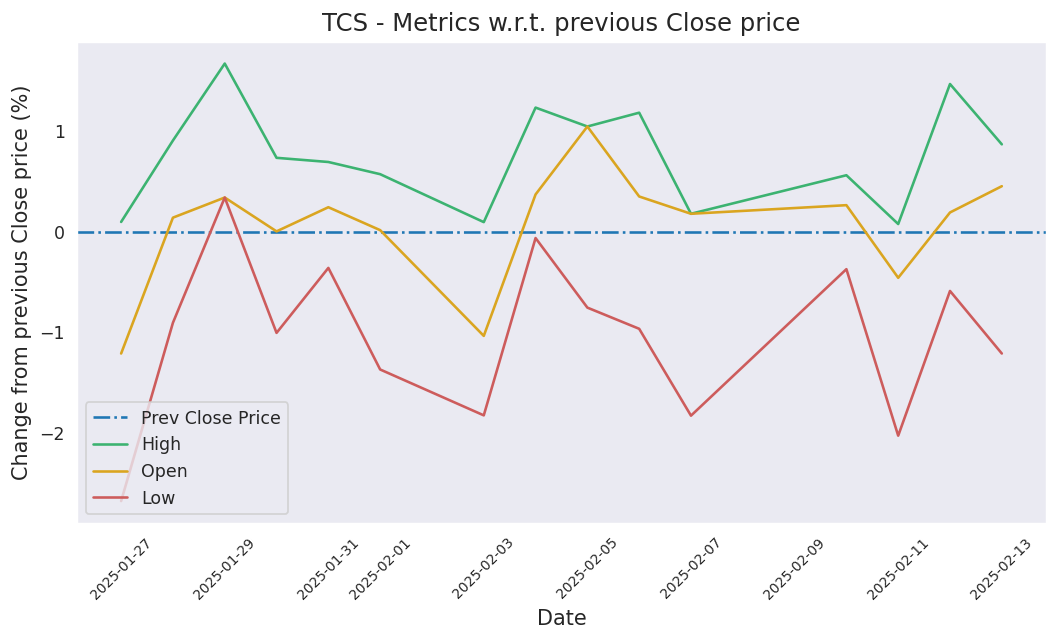 TCS - Metrics w.r.t. previous Close price
Change from previous Close price (%)
1
0
−1
−2
Prev Close Price
High
Open
Low
2025-01-27
2025-01-29
2025-01-31
2025-02-01
2025-02-03
2025-02-05
2025-02-07
2025-02-09
2025-02-11
2025-02-13
Date